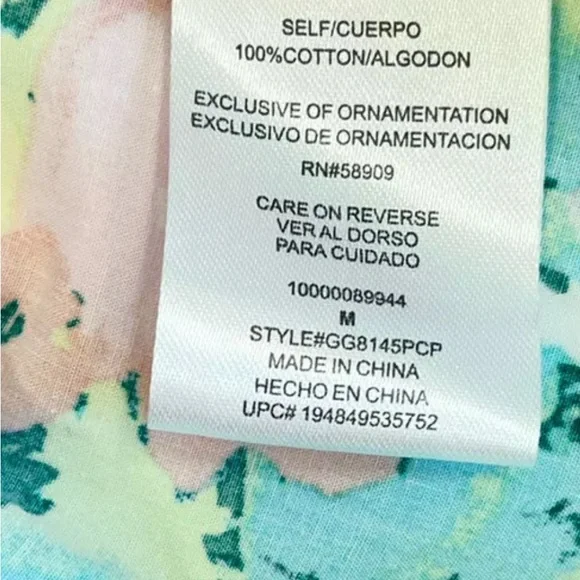 SELF/CUERPO
100%COTTON/ALGODON
EXCLUSIVE OF ORNAMENTATION
EXCLUSIVO DE ORNAMENTACION
RN#58909
CARE ON REVERSE
VER AL DORSO
PARA CUIDADO
10000089944
M
STYLE#GG8145PCP
MADE IN CHINA
HECHO EN CHINA
UPC# 194849535752